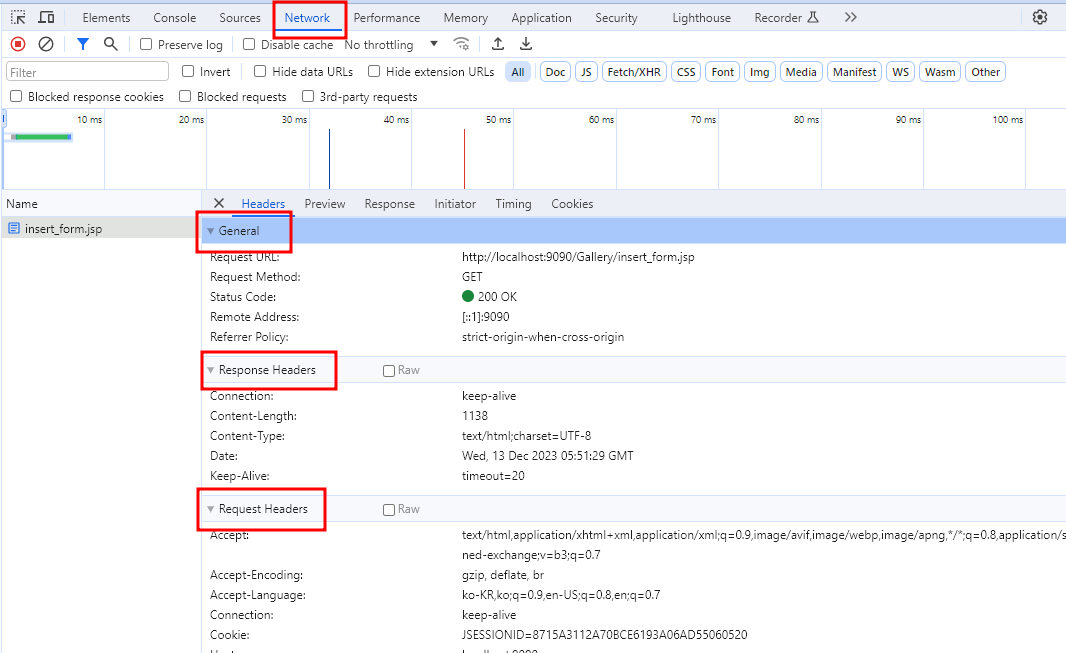 Elements Console Sources Network Performance Memory Application Security Lighthouse Recorder
Preserve log Disable cache No throttling
Filter Invert Hide data URLs Hide extension URLs All Doc JS Fetch/XHR CSS Font Img Media Manifest WS Wasm Other
Blocked response cookies Blocked requests 3rd-party requests
10 ms 20 ms 30 ms 40 ms 50 ms 60 ms 70 ms 80 ms 90 ms 100 ms
Name Headers Preview Response Initiator Timing Cookies
insert_form.jsp General
Request URL: http://localhost:9090/Gallery/insert_form.jsp
Request Method: GET
Status Code: 200 OK
Remote Address: [::1]:9090
Referrer Policy: strict-origin-when-cross-origin
Response Headers Raw
Connection: keep-alive
Content-Length: 1138
Content-Type: text/html;charset=UTF-8
Date: Wed, 13 Dec 2023 05:51:29 GMT
Keep-Alive: timeout=20
Request Headers Raw
Accept: text/html,application/xhtml+xml,application/xml;q=0.9,image/avif,image/webp,image/apng,*/*;q=0.8,application/s
ned-exchange;v=b3;q=0.7
Accept-Encoding: gzip, deflate, br
Accept-Language: ko-KR,ko;q=0.9,en-US;q=0.8,en;q=0.7
Connection: keep-alive
Cookie: JSESSIONID=8715A3112A70BCE6193A06AD55060520